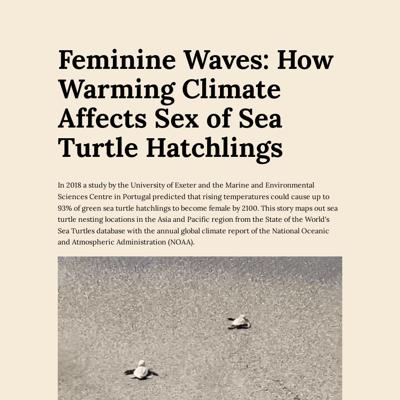 Feminine Waves: How
Warming Climate
Affects Sex of Sea
Turtle Hatchlings
In 2018 a study by the University of Exeter and the Marine and Environmental
Sciences Centre in Portugal predicted that rising temperatures could cause up to
93% of green sea turtle hatchlings to become female by 2100. This story maps out sea
turtle nesting locations in the Asia and Pacific region from the State of the World's
Sea Turtles database with the annual global climate report of the National Oceanic
and Atmospheric Administration (NOAA).